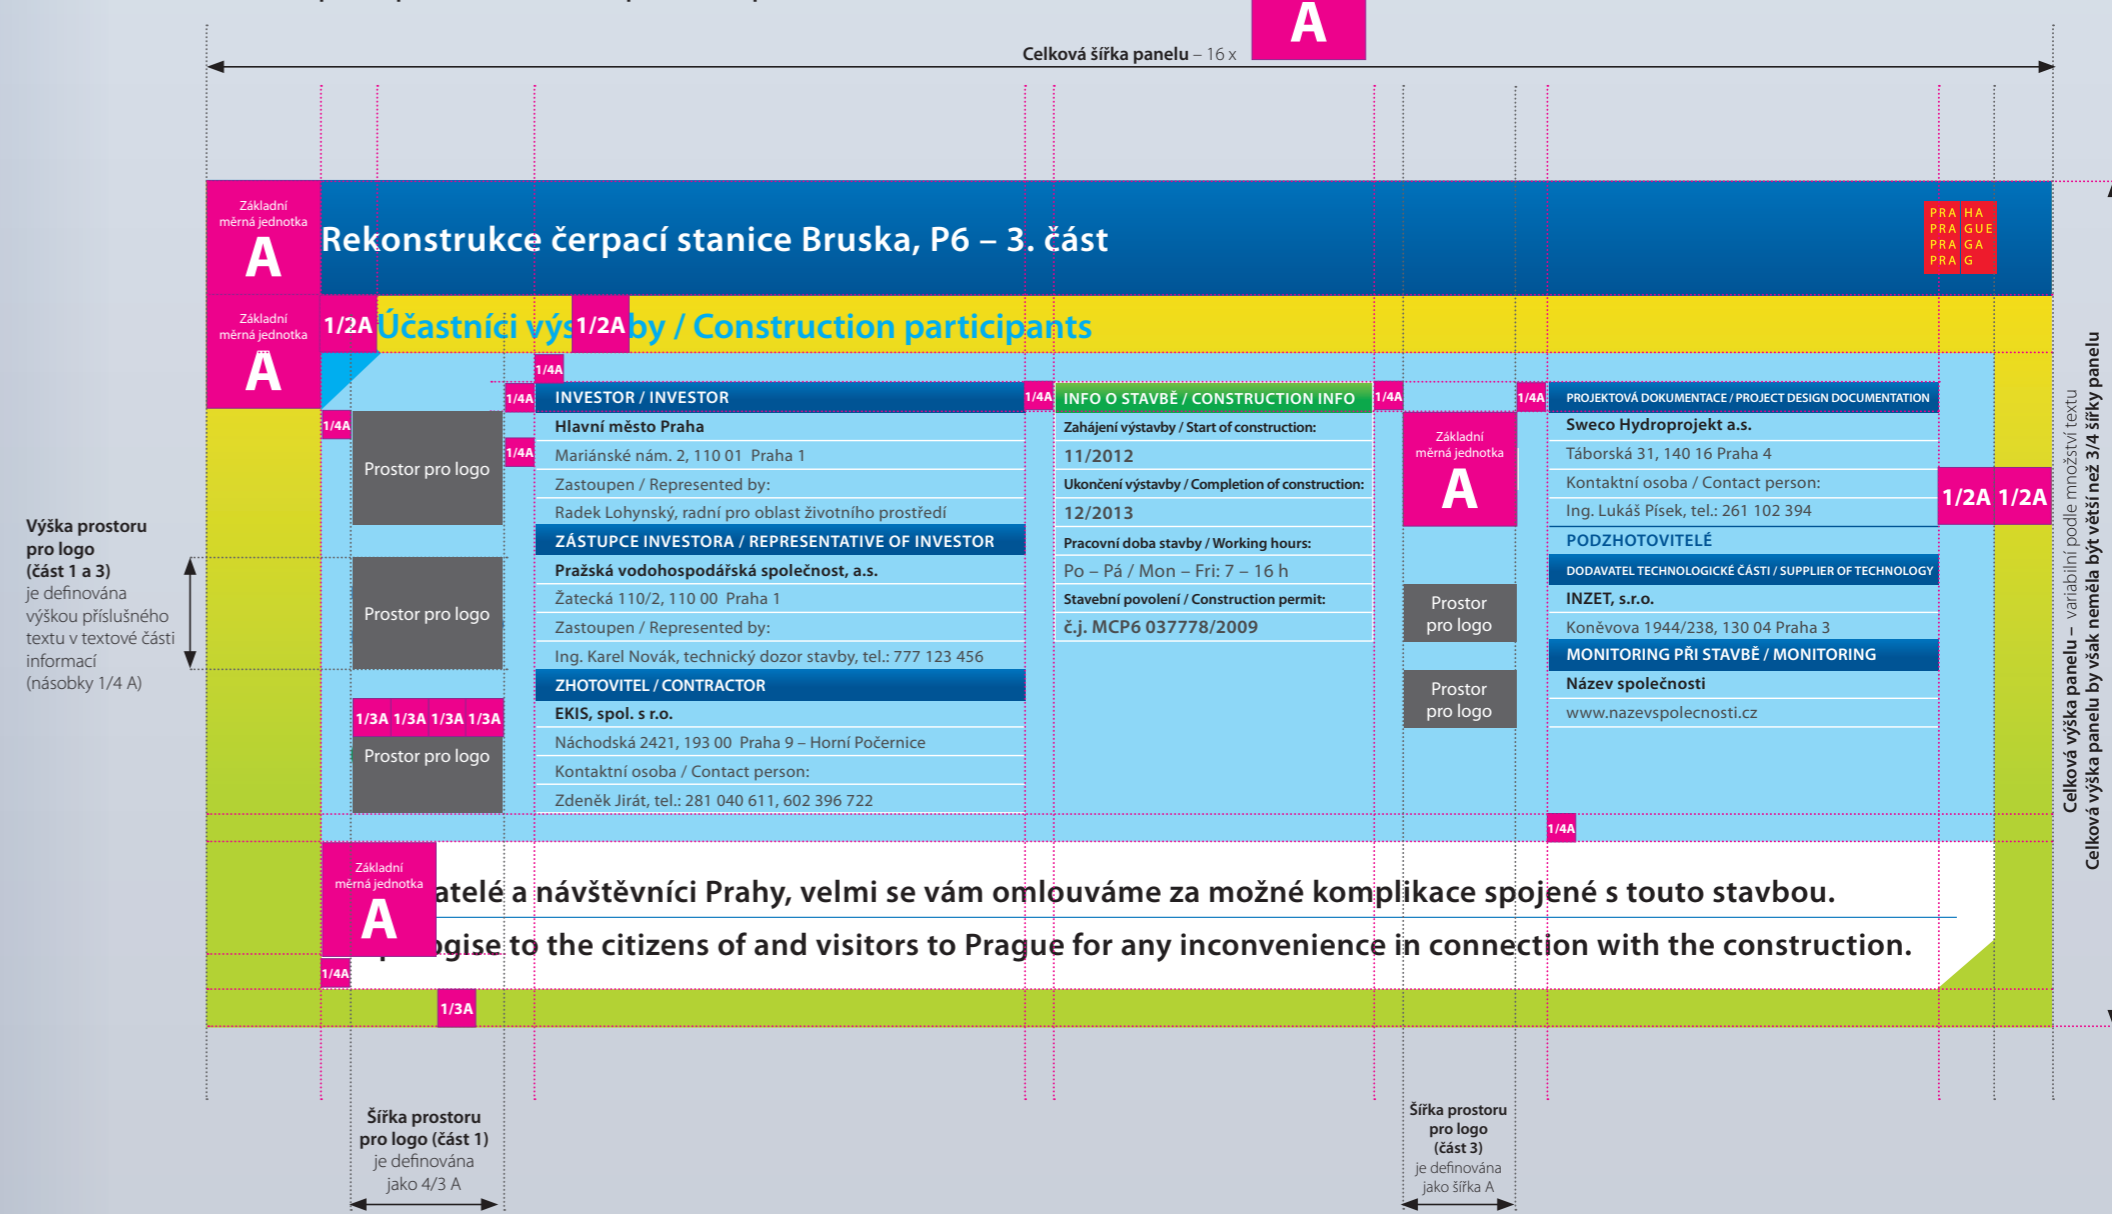 A
Celková šířka panelu – 16 x
Základní
měrná jednotka
A
Rekonstrukce čerpací stanice Bruska, P6 – 3. část
PRA HA
PRA GUE
PRA GA
PRA G
Základní
měrná jednotka
A
1/2A
Účastníci výs
1/2A
by / Construction participants
1/4A
1/4A
INVESTOR / INVESTOR
1/4A
Hlavní město Praha
Prostor pro logo
1/4A
Mariánské nám. 2, 110 01 Praha 1
Zastoupen / Represented by:
Radek Lohynský, radní pro oblast životního prostředí
ZÁSTUPCE INVESTORA / REPRESENTATIVE OF INVESTOR
Prostor pro logo
Pražská vodohospodářská společnost, a.s.
Žatecká 110/2, 110 00 Praha 1
Zastoupen / Represented by:
Ing. Karel Novák, technický dozor stavby, tel.: 777 123 456
ZHOTOVITEL / CONTRACTOR
1/3A 1/3A 1/3A 1/3A
Prostor pro logo
EKIS, spol. s r.o.
Náchodská 2421, 193 00 Praha 9 – Horní Počernice
Kontaktní osoba / Contact person:
Zdeněk Jirát, tel.: 281 040 611, 602 396 722
1/4A
INFO O STAVBĚ / CONSTRUCTION INFO
Zahájení výstavby / Start of construction:
11/2012
Ukončení výstavby / Completion of construction:
12/2013
Pracovní doba stavby / Working hours:
Po – Pá / Mon – Fri: 7 – 16 h
Stavební povolení / Construction permit:
č.j. MCP6 037778/2009
1/4A
Základní
měrná jednotka
A
Prostor
pro logo
Prostor
pro logo
1/4A
PROJEKTOVÁ DOKUMENTACE / PROJECT DESIGN DOCUMENTATION
Sweco Hydroprojekt a.s.
Táborská 31, 140 16 Praha 4
Kontaktní osoba / Contact person:
Ing. Lukáš Písek, tel.: 261 102 394
PODZHOTOVITELÉ
DODAVATEL TECHNOLOGICKÉ ČÁSTI / SUPPLIER OF TECHNOLOGY
INZET, s.r.o.
Koněvova 1944/238, 130 04 Praha 3
MONITORING PŘI STAVBĚ / MONITORING
Název společnosti
www.nazevspolecnosti.cz
1/2A 1/2A
1/4A
Základní
měrná jednotka
A
atelé a návštěvníci Prahy, velmi se vám omlouváme za možné komplikace spojené s touto stavbou.
ogise to the citizens of and visitors to Prague for any inconvenience in connection with the construction.
1/4A
1/3A
Výška prostoru
pro logo
(část 1 a 3)
je definována
výškou příslušného
textu v textové části
informací
(násobky 1/4 A)
Celková výška panelu – variabilní podle množství textu
Celková výška panelu by však neměla být větší než 3/4 šířky panelu
Šířka prostoru
pro logo (část 1)
je definována
jako 4/3 A
Šířka prostoru
pro logo
(část 3)
je definována
jako šířka A